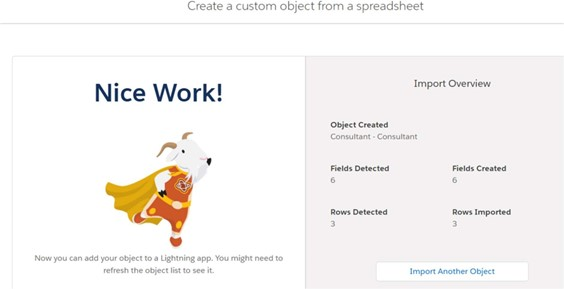 Create a custom object from a spreadsheet
Nice Work!
Now you can add your object to a Lightning app. You might need to
refresh the object list to see it.
Import Overview
Object Created
Consultant - Consultant
Fields Detected
6
Fields Created
6
Rows Detected
3
Rows Imported
3
Import Another Object